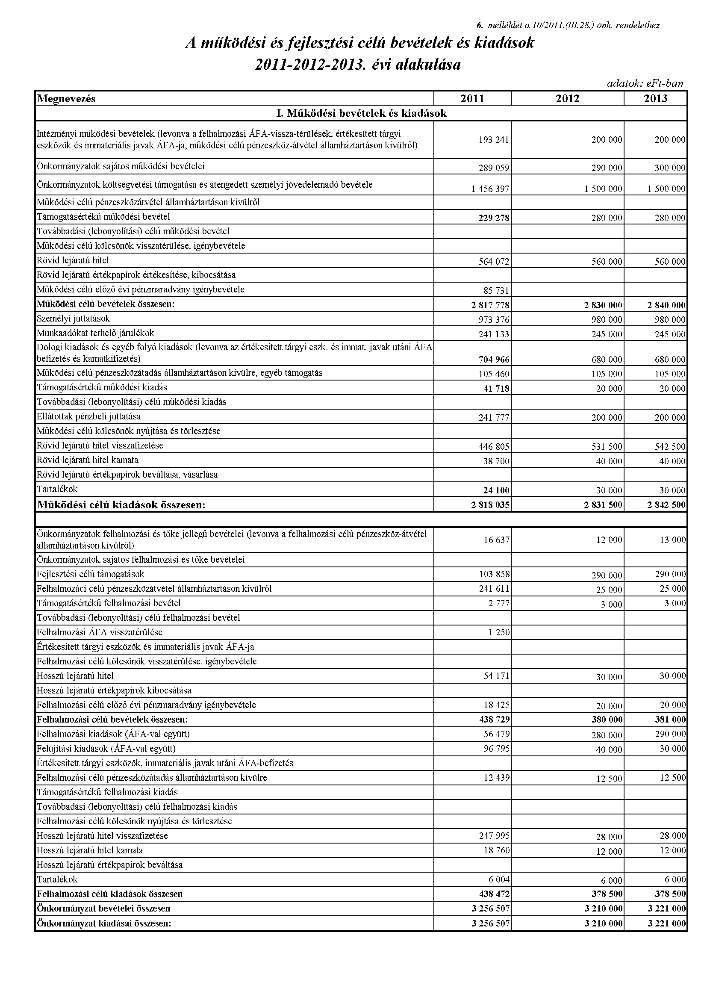 6. melléklet a 10/2011.(III.28.) önk. rendelethez
A működési és fejlesztési célú bevételek és kiadások
2011-2012-2013. évi alakulása
adatok: eFt-ban
Megnevezés 2011 2012 2013
I. Működési bevételek és kiadások
Intézményi működési bevételek (levonva a felhalmozási ÁFA-vissza-térülések, értékesített tárgyi
eszközök és immateriális javak ÁFA-ja, működési célú pénzeszköz-átvétel államháztartáson kívülről) 193 241 200 000 200 000
Önkormányzatok sajátos működési bevételei 289 059 290 000 300 000
Önkormányzatok költségvetési támogatása és átengedett személyi jövedelemadó bevétele 1 456 397 1 500 000 1 500 000
Működési célú pénzeszközátvétel államháztartáson kívülről
Támogatásértékű működési bevétel 229 278 280 000 280 000
Továbbadási (lebonyolítási) célú működési bevétel
Működési célú kölcsönök visszatérülése, igénybevétele
Rövid lejáratú hitel 564 072 560 000 560 000
Rövid lejáratú értékpapírok értékesítése, kibocsátása
Működési célú előző évi pénzmaradvány igénybevétele 85 731
Működési célú bevételek összesen: 2 817 778 2 830 000 2 840 000
Személyi juttatások 973 376 980 000 980 000
Munkaadókat terhelő járulékok 241 133 245 000 245 000
Dologi kiadások és egyéb folyó kiadások (levonva az értékesített tárgyi eszk. és immat. javak utáni ÁFA-
befizetés és kamatkifizetés) 704 966 680 000 680 000
Működési célú pénzeszközátadás államháztartáson kívülre, egyéb támogatás 105 460 105 000 105 000
Támogatásértékű működési kiadás 41 718 20 000 20 000
Továbbadási (lebonyolítási) célú működési kiadás
Ellátottak pénzbeli juttatása 241 777 200 000 200 000
Működési célú kölcsönök nyújtása és törlesztése
Rövid lejáratú hitel visszafizetése 446 805 531 500 542 500
Rövid lejáratú hitel kamata 38 700 40 000 40 000
Rövid lejáratú értékpapírok beváltása, vásárlása
Tartalékok 24 100 30 000 30 000
Működési célú kiadások összesen: 2 818 035 2 831 500 2 842 500
Önkormányzatok felhalmozási és tőke jellegű bevételei (levonva a felhalmozási célú pénzeszköz-átvétel
államháztartáson kívülről) 16 637 12 000 13 000
Önkormányzatok sajátos felhalmozási és tőke bevételei
Fejlesztési célú támogatások 103 858 290 000 290 000
Felhalmozáci célú pénzeszközátvétel államháztartáson kívülről 241 611 25 000 25 000
Támogatásértékű felhalmozási bevétel 2 777 3 000 3 000
Továbbadási (lebonyolítási) célú felhalmozási bevétel
Felhalmozási ÁFA visszatérülése 1 250
Értékesített tárgyi eszközök és immateriális javak ÁFA-ja
Felhalmozási célú kölcsönök visszatérülése, igénybevétele
Hosszú lejáratú hitel 54 171 30 000 30 000
Hosszú lejáratú értékpapírok kibocsátása
Felhalmozási célú előző évi pénzmaradvány igénybevétele 18 425 20 000 20 000
Felhalmozási célú bevételek összesen: 438 729 380 000 381 000
Felhalmozási kiadások (ÁFA-val együtt) 56 479 280 000 290 000
Felújítási kiadások (ÁFA-val együtt) 96 795 40 000 30 000
Értékesített tárgyi eszközök, immateriális javak utáni ÁFA-befizetés
Felhalmozási célú pénzeszközátadás államháztartáson kívülre 12 439 12 500 12 500
Támogatásértékű felhalmozási kiadás
Továbbadási (lebonyolítási) célú felhalmozási kiadás
Felhalmozási célú kölcsönök nyújtása és törlesztése
Hosszú lejáratú hitel visszafizetése 247 995 28 000 28 000
Hosszú lejáratú hitel kamata 18 760 12 000 12 000
Hosszú lejáratú értékpapírok beváltása
Tartalékok 6 004 6 000 6 000
Felhalmozási célú kiadások összesen 438 472 378 500 378 500
Önkormányzat bevételei összesen 3 256 507 3 210 000 3 221 000
Önkormányzat kiadásai összesen: 3 256 507 3 210 000 3 221 000